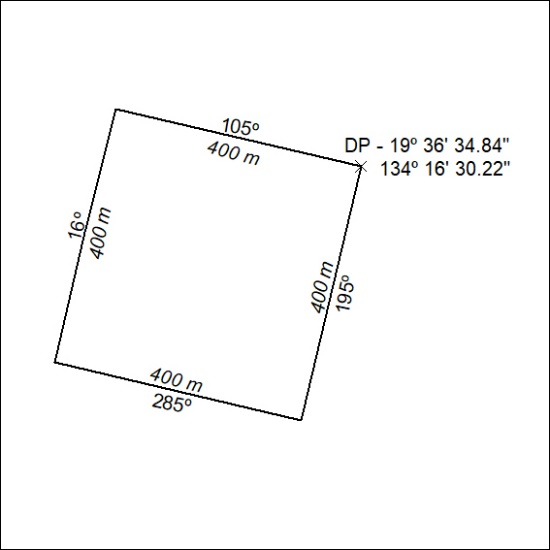 105º
400 m
DP - 19º 36' 34.84"
134º 16' 30.22"
16º
400 m
400 m
195º
400 m
285º